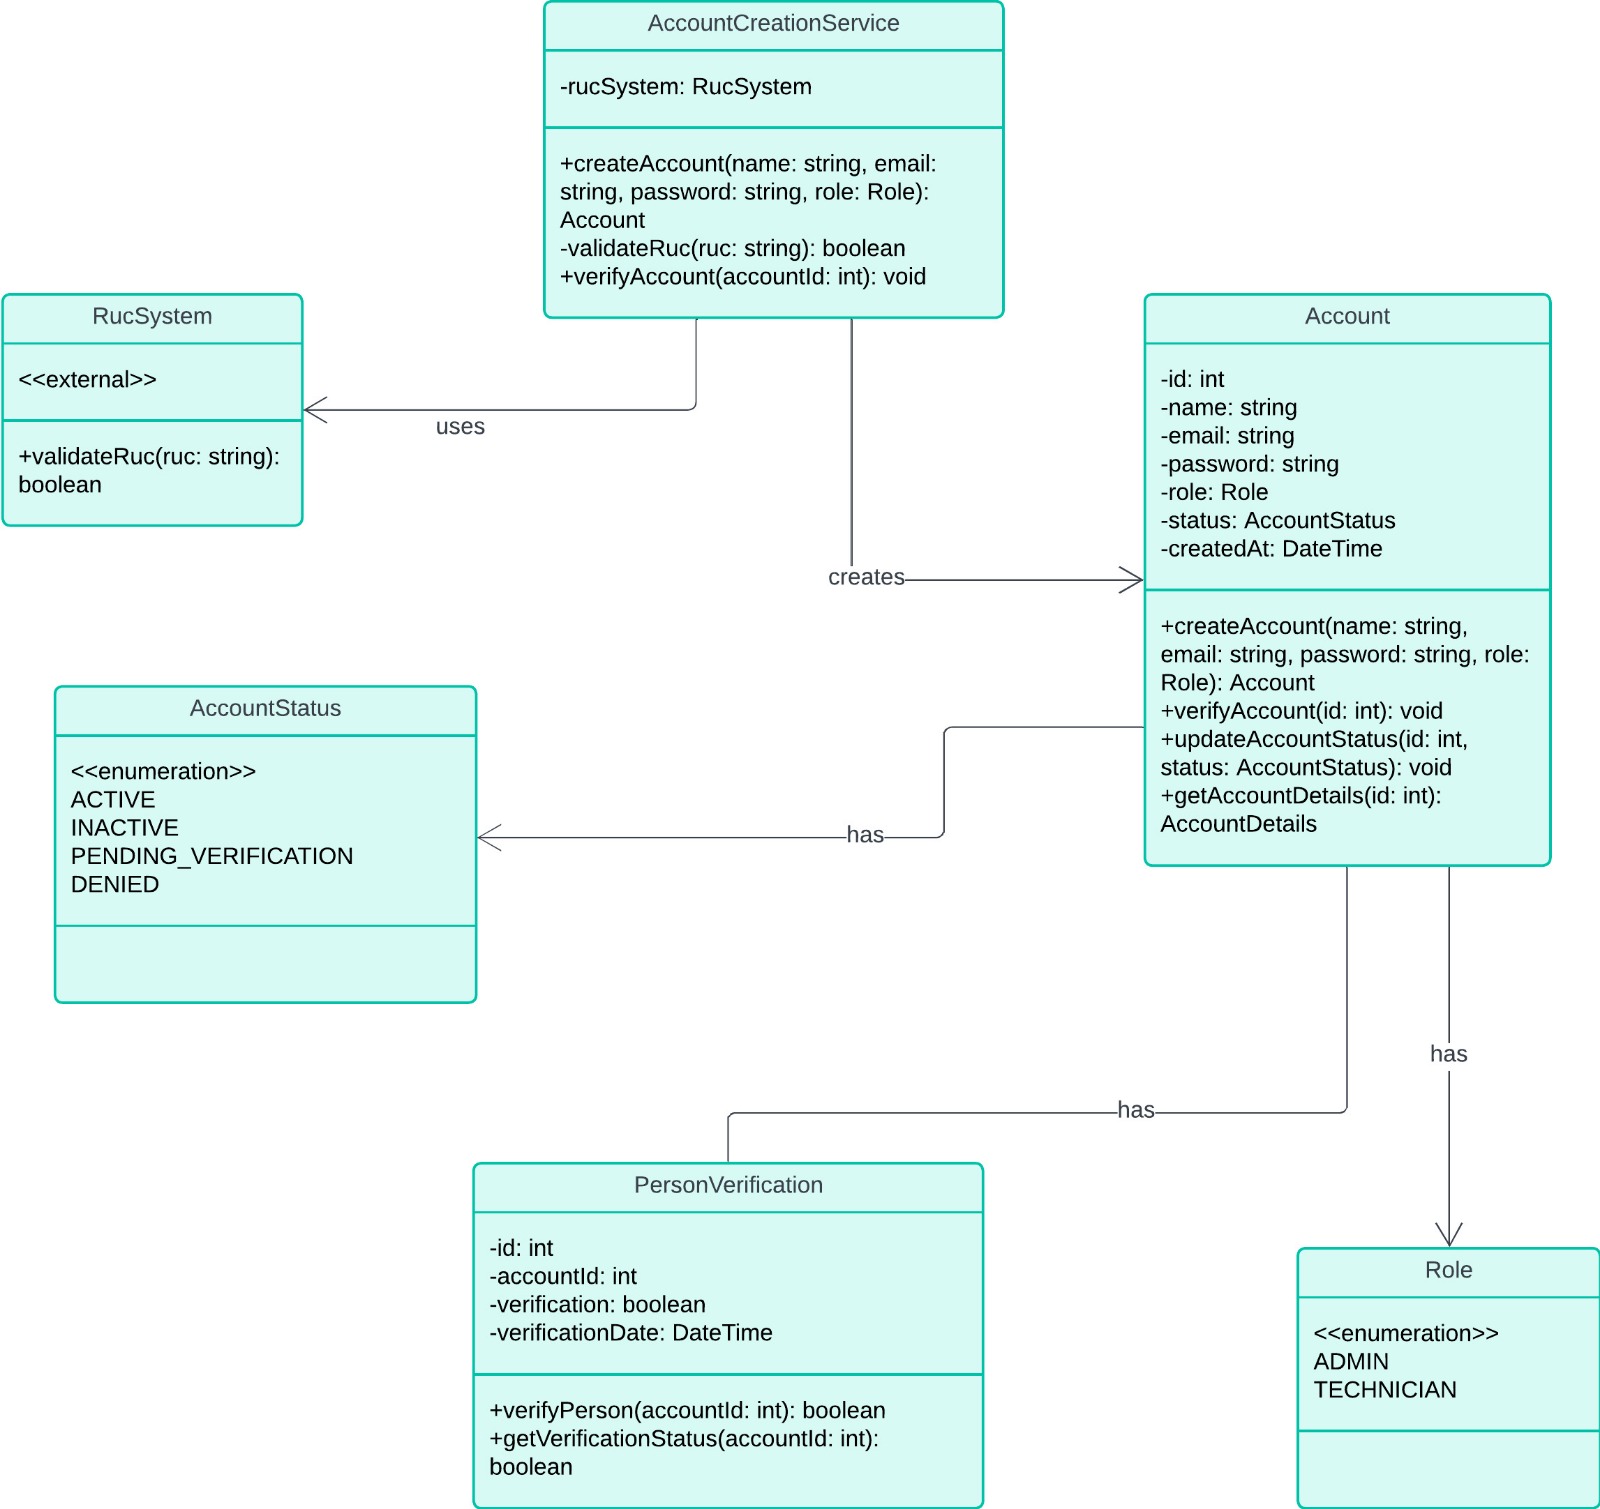 AccountCreationService
-rucSystem: RucSystem
+createAccount(name: string, email:
string, password: string, role: Role):
Account
-validateRuc(ruc: string): boolean
+verifyAccount(accountId: int): void
RucSystem
<<external>>
+validateRuc(ruc: string):
boolean
uses
creates
Account
-id: int
-name: string
-email: string
-password: string
-role: Role
-status: AccountStatus
-createdAt: DateTime
+createAccount(name: string,
email: string, password: string, role:
Role): Account
+verifyAccount(id: int): void
+updateAccountStatus(id: int,
status: AccountStatus): void
+getAccountDetails(id: int):
AccountDetails
AccountStatus
<<enumeration>>
ACTIVE
INACTIVE
PENDING_VERIFICATION
DENIED
has
has
has
PersonVerification
-id: int
-accountId: int
-verification: boolean
-verificationDate: DateTime
+verifyPerson(accountId: int): boolean
+getVerificationStatus(accountId: int):
boolean
Role
<<enumeration>>
ADMIN
TECHNICIAN